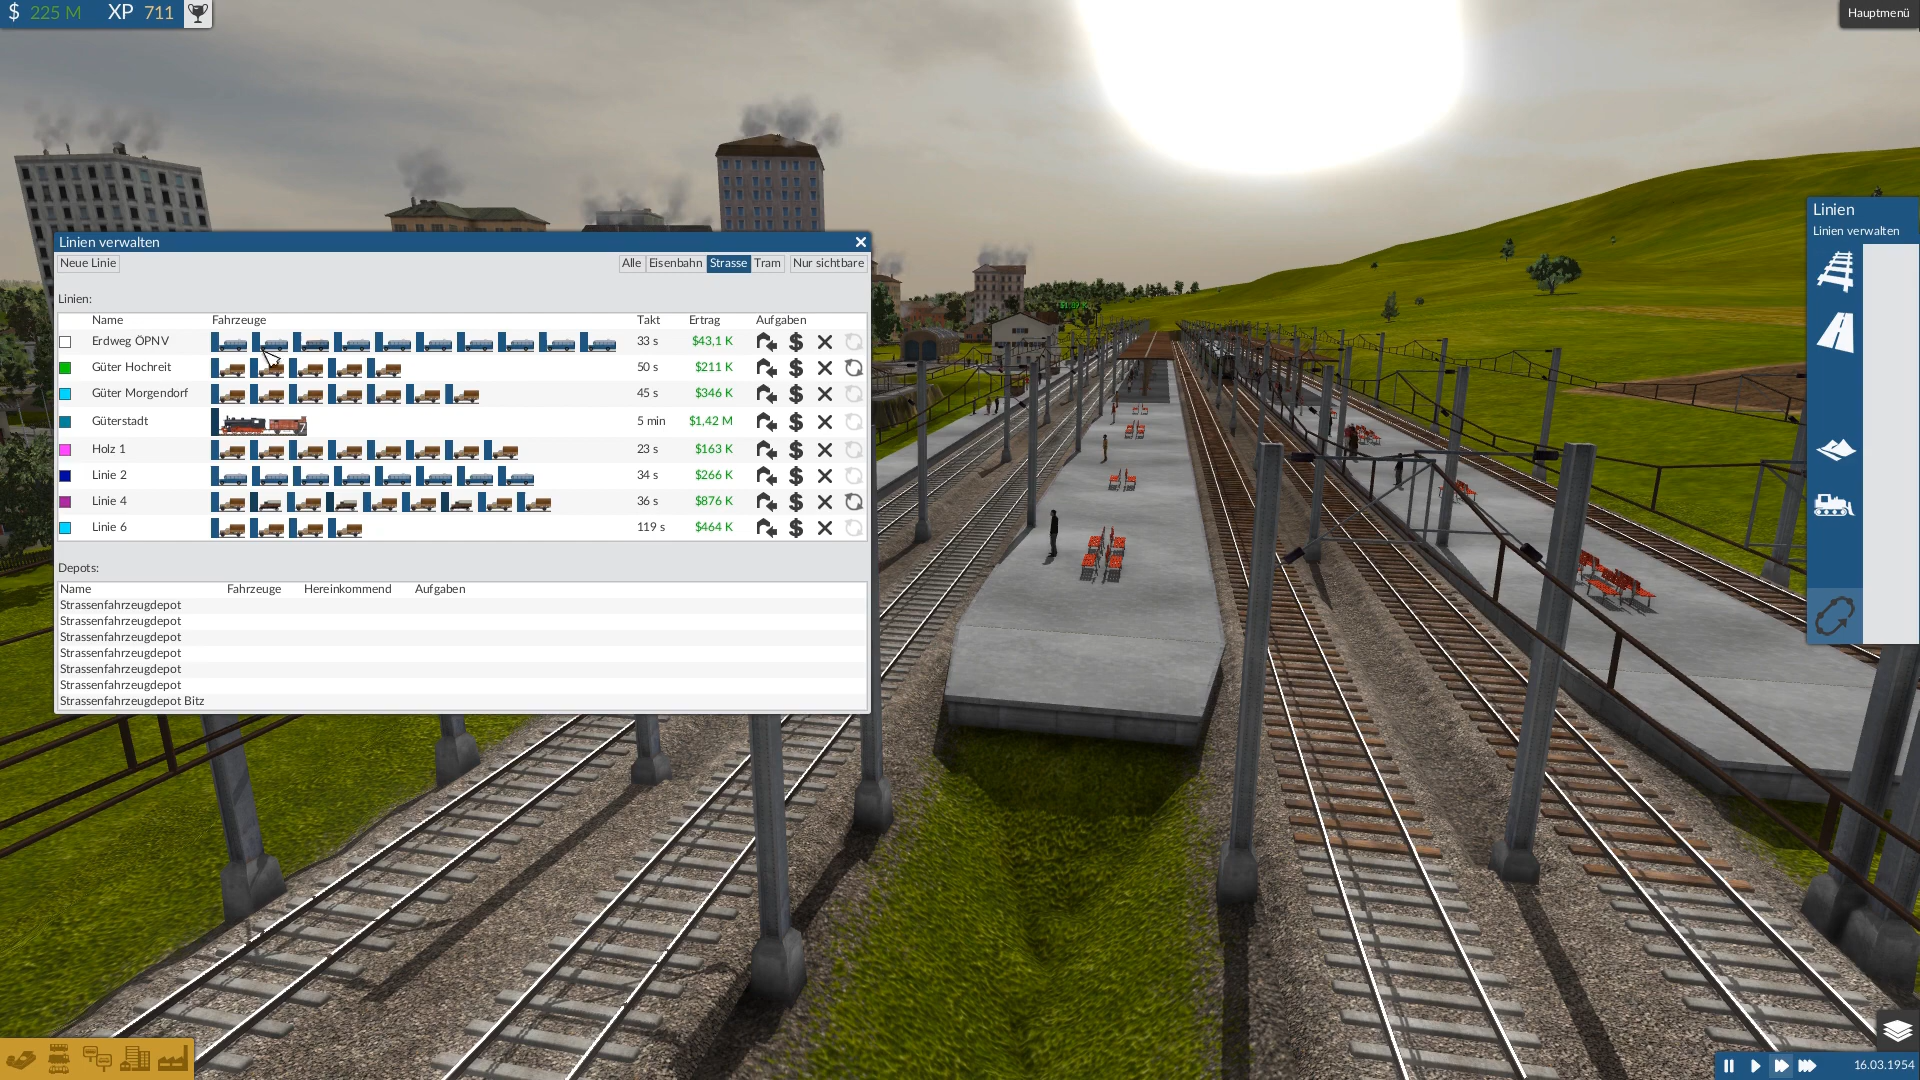 $ 225 M XP 711
Hauptmenü
Linien verwalten
Neue Linie Alle Eisenbahn Strasse Tram Nur sichtbare
Linien:
Name Fahrzeuge Takt Ertrag Aufgaben
Erdweg ÖPNV 33 s $43,1 K
Güter Hochreit 50 s $211 K
Güter Morgendorf 45 s $346 K
Güterstadt 5 min $1,42 M
Holz 1 23 s $163 K
Linie 2 34 s $266 K
Linie 4 36 s $876 K
Linie 6 119 s $464 K
Depots:
Name Fahrzeuge Hereinkommend Aufgaben
Strassenfahrzeugdepot
Strassenfahrzeugdepot
Strassenfahrzeugdepot
Strassenfahrzeugdepot
Strassenfahrzeugdepot
Strassenfahrzeugdepot
Strassenfahrzeugdepot Bitz
Linien
Linien verwalten
16.03.1954